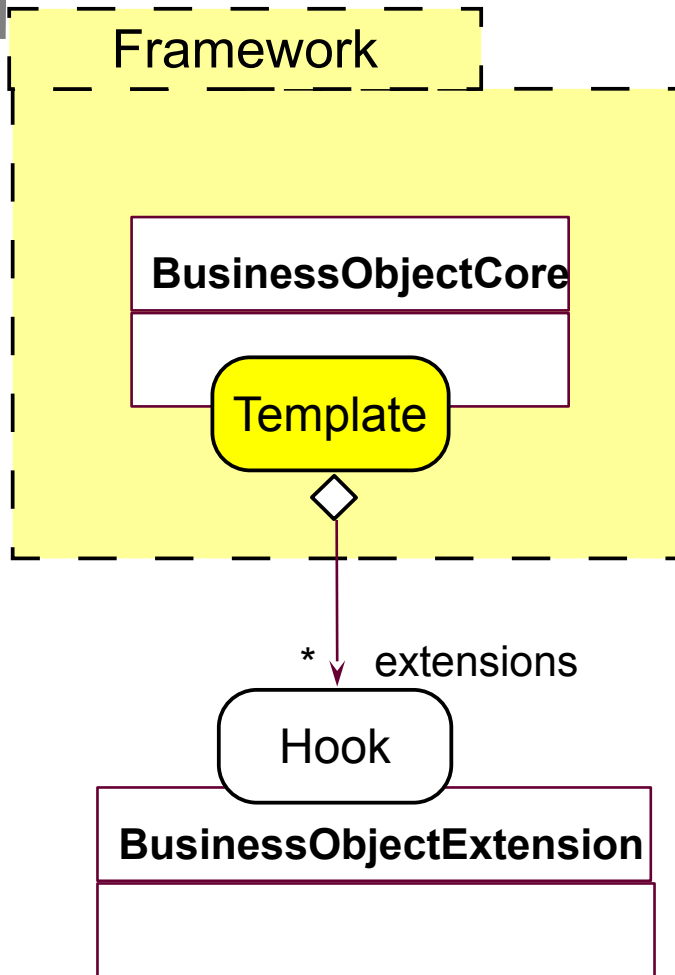 Framework
BusinessObjectCore
Template
* extensions
Hook
BusinessObjectExtension